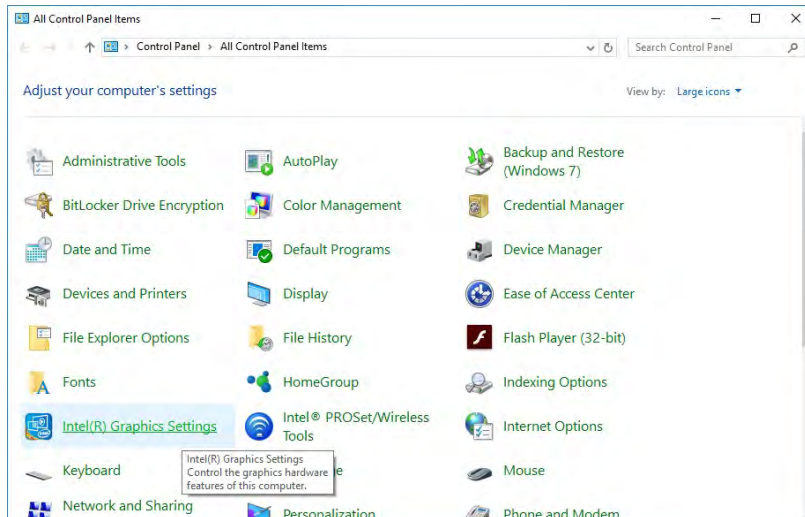 All Control Panel Items
Control Panel > All Control Panel Items
Search Control Panel
Adjust your computer's settings
View by: Large icons
Administrative Tools
AutoPlay
Backup and Restore
(Windows 7)
BitLocker Drive Encryption
Color Management
Credential Manager
Date and Time
Default Programs
Device Manager
Devices and Printers
Display
Ease of Access Center
File Explorer Options
File History
Flash Player (32-bit)
Fonts
HomeGroup
Indexing Options
Intel(R) Graphics Settings
Intel® PROSet/Wireless
Tools
Internet Options
Intel(R) Graphics Settings
Control the graphics hardware
features of this computer.
Keyboard
Mouse
Network and Sharing
Personalization
Phone and Modem